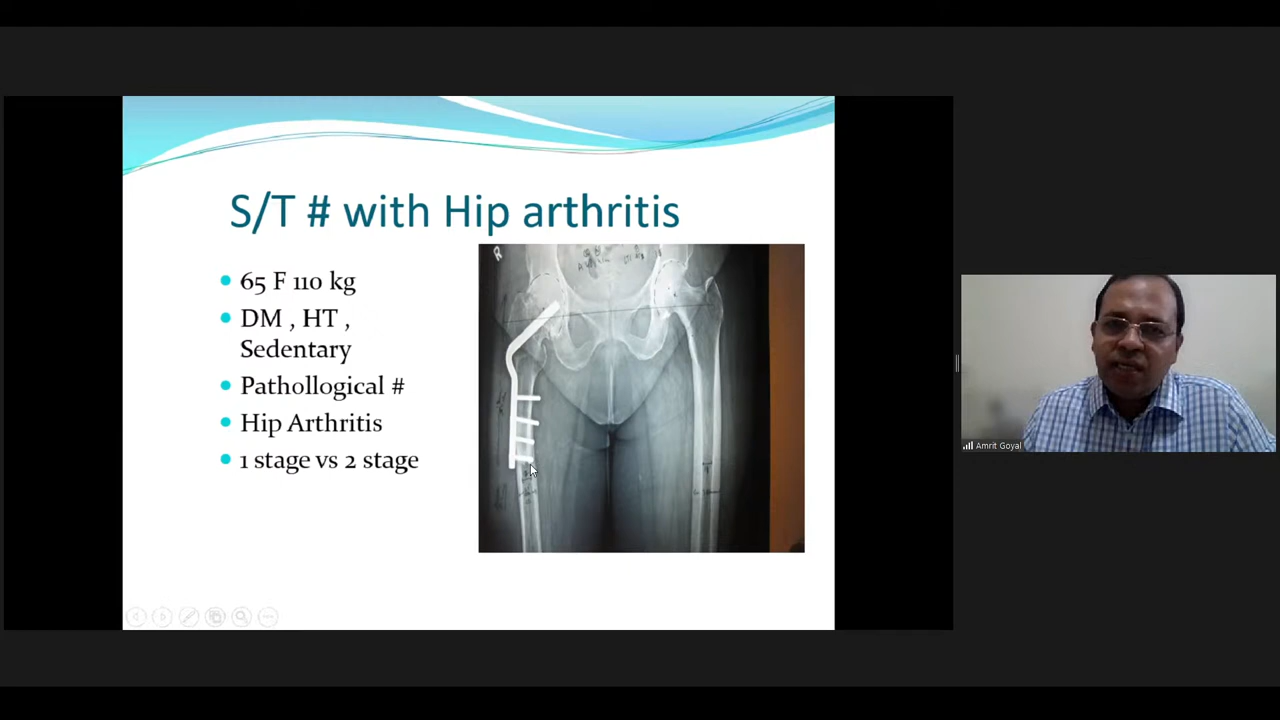 S/T # with Hip arthritis
65 F 110 kg
DM , HT ,
Sedentary
Pathollogical #
Hip Arthritis
1 stage vs 2 stage
R
Amrit Goyal